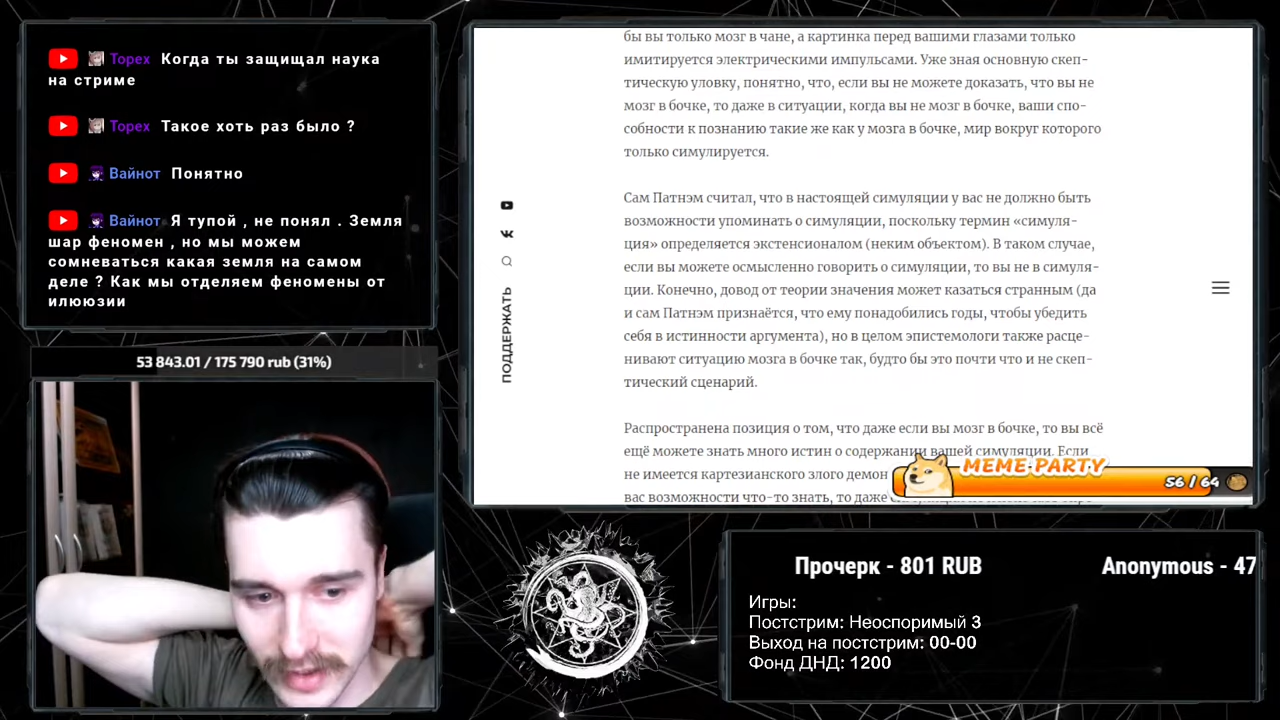 Торех Когда ты защищал наука
на стриме
Торех Такое хоть раз было ?
Вайнот Понятно
Вайнот Я тупой , не понял . Земля
шар феномен , но мы можем
сомневаться какая земля на самом
деле ? Как мы отделяем феномены от
илююзии
53 843.01 / 175 790 rub (31%)
бы вы только мозг в чане, а картинка перед вашими глазами только
имитируется электрическими импульсами. Уже зная основную скеп-
тическую уловку, понятно, что, если вы не можете доказать, что вы не
мозг в бочке, то даже в ситуации, когда вы не мозг в бочке, ваши спо-
собности к познанию такие же как у мозга в бочке, мир вокруг которого
только симулируется.
Сам Патнэм считал, что в настоящей симуляции у вас не должно быть
возможности упоминать о симуляции, поскольку термин «симуля-
ция» определяется экстенсионалом (неким объектом). В таком случае,
если вы можете осмысленно говорить о симуляции, то вы не в симуля-
ции. Конечно, довод от теории значения может казаться странным (да
и сам Патнэм признаётся, что ему понадобились годы, чтобы убедить
себя в истинности аргумента), но в целом эпистемологи также расце-
нивают ситуацию мозга в бочке так, будто бы это почти что и не скеп-
тический сценарий.
Распространена позиция о том, что даже если вы мозг в бочке, то вы всё
ещё можете знать много истин о содержании вашей симуляции. Если
не имеется картезианского злого демон
вас возможности что-то знать, то даже
ПОДДЕРЖАТЬ
MEME PARTY
56 / 64
Прочерк - 801 RUB
Anonymous - 47
Игры:
Постстрим: Неоспоримый 3
Выход на постстрим: 00-00
Фонд ДНД: 1200